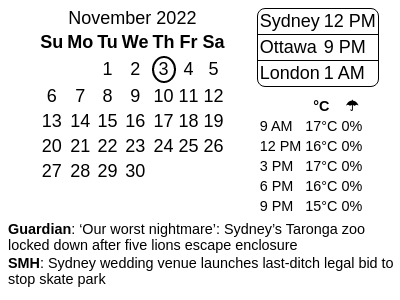 November 2022
Su Mo Tu We Th Fr Sa
1 2 3 4 5
6 7 8 9 10 11 12
13 14 15 16 17 18 19
20 21 22 23 24 25 26
27 28 29 30
Sydney 12 PM
Ottawa 9 PM
London 1 AM
°C ☂
9 AM 17°C 0%
12 PM 16°C 0%
3 PM 17°C 0%
6 PM 16°C 0%
9 PM 15°C 0%
Guardian: ‘Our worst nightmare’: Sydney’s Taronga zoo
locked down after five lions escape enclosure
SMH: Sydney wedding venue launches last-ditch legal bid to
stop skate park